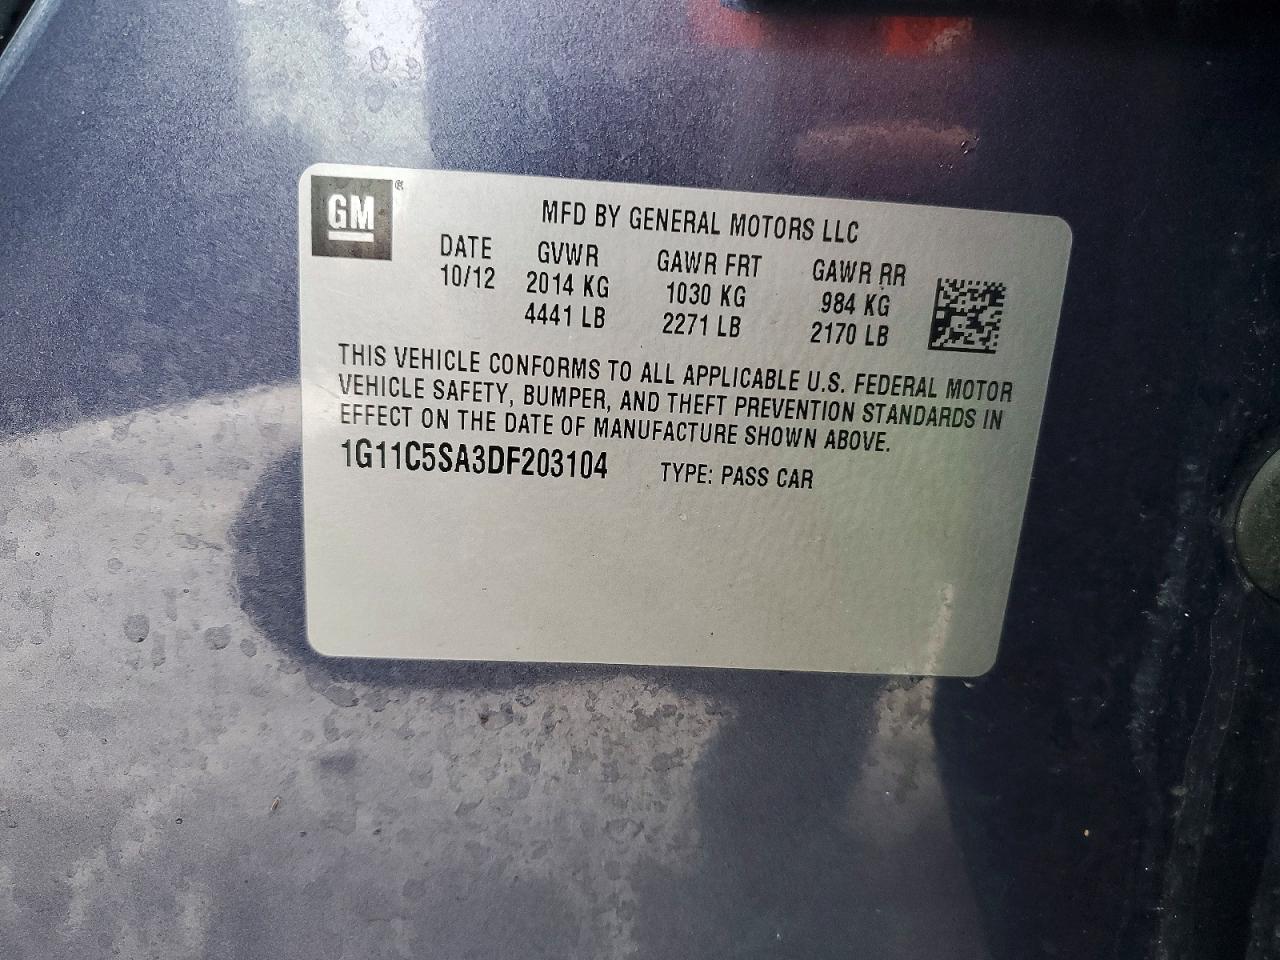 GM®
MFD BY GENERAL MOTORS LLC
DATE GVWR GAWR FRT GAWR RR
10/12 2014 KG 1030 KG 984 KG
4441 LB 2271 LB 2170 LB
THIS VEHICLE CONFORMS TO ALL APPLICABLE U.S. FEDERAL MOTOR
VEHICLE SAFETY, BUMPER, AND THEFT PREVENTION STANDARDS IN
EFFECT ON THE DATE OF MANUFACTURE SHOWN ABOVE.
1G11C5SA3DF203104 TYPE: PASS CAR